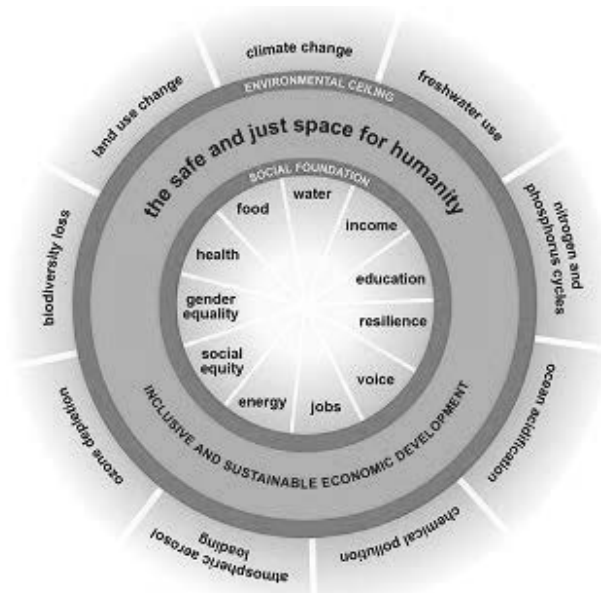 climate change
freshwater use
nitrogen and
phosphorus cycles
ocean acidification
chemical pollution
atmospheric aerosol
loading
ozone depletion
biodiversity loss
land use change
ENVIRONMENTAL CEILING
the safe and just space for humanity
SOCIAL FOUNDATION
water
income
education
resilience
voice
jobs
energy
social
equity
gender
equality
health
food
INCLUSIVE AND SUSTAINABLE ECONOMIC DEVELOPMENT